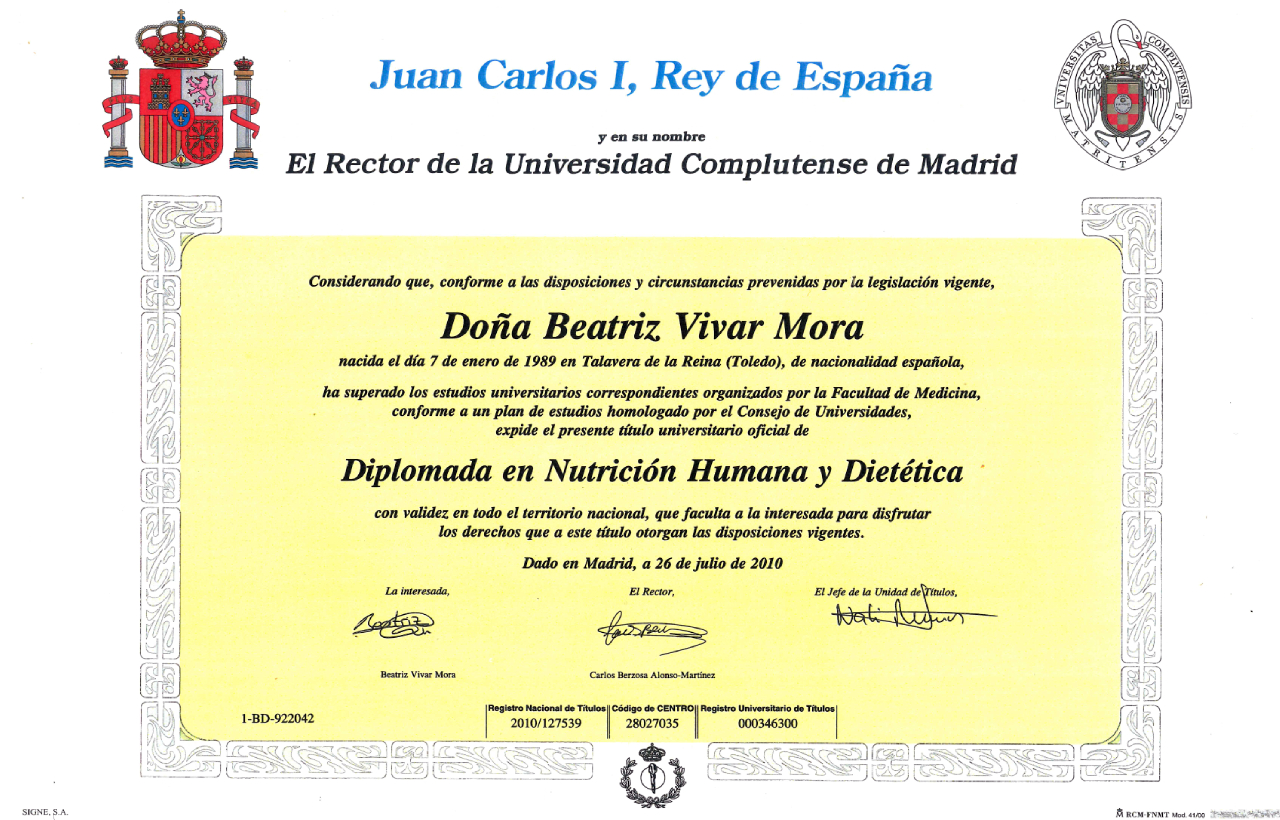 Juan Carlos I, Rey de España
VNIVERSITAS COMPLVTENSIS
MATRITENSIS
y en su nombre
El Rector de la Universidad Complutense de Madrid
Considerando que, conforme a las disposiciones y circunstancias prevenidas por la legislación vigente,
Doña Beatriz Vivar Mora
nacida el día 7 de enero de 1989 en Talavera de la Reina (Toledo), de nacionalidad española,
ha superado los estudios universitarios correspondientes organizados por la Facultad de Medicina,
conforme a un plan de estudios homologado por el Consejo de Universidades,
expide el presente título universitario oficial de
Diplomada en Nutrición Humana y Dietética
con validez en todo el territorio nacional, que faculta a la interesada para disfrutar
los derechos que a este título otorgan las disposiciones vigentes.
Dado en Madrid, a 26 de julio de 2010
La interesada, El Rector, El Jefe de la Unidad de Títulos,
Beatriz Vivar Mora Carlos Berzosa Alonso-Martínez
Registro Nacional de Títulos Código de CENTRO Registro Universitario de Títulos
1-BD-922042 2010/127539 28027035 000346300
SIGNE, S.A. RCM-FNMT Mod. 41/00